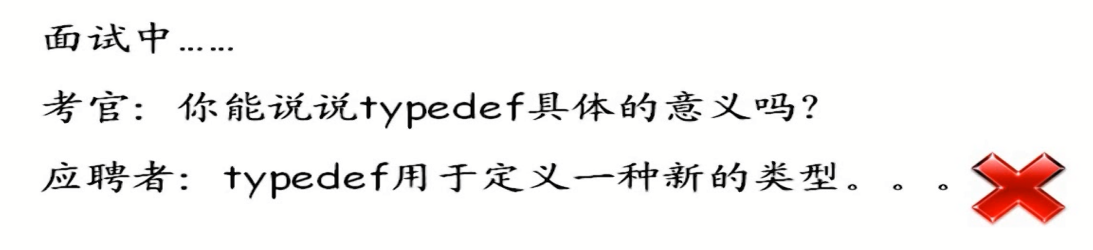 面试中……
考官：你能说说typedef具体的意义吗？
应聘者：typedef用于定义一种新的类型。。。